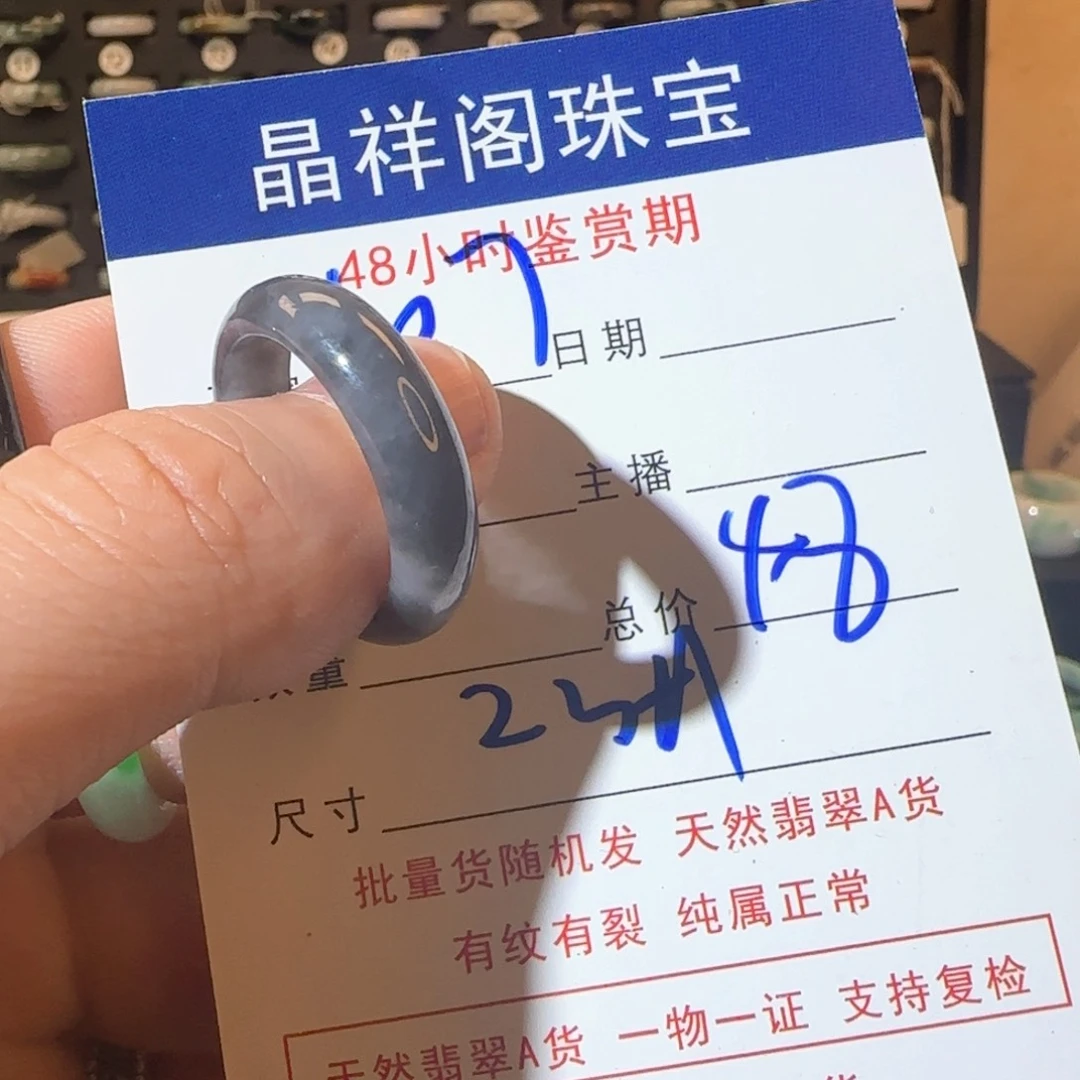 晶祥阁珠宝
48小时鉴赏期
日期
主播
总价 48
重
尺寸
批量货随机发 天然翡翠A货
有纹有裂 纯属正常
天然翡翠A货 一物一证 支持复检